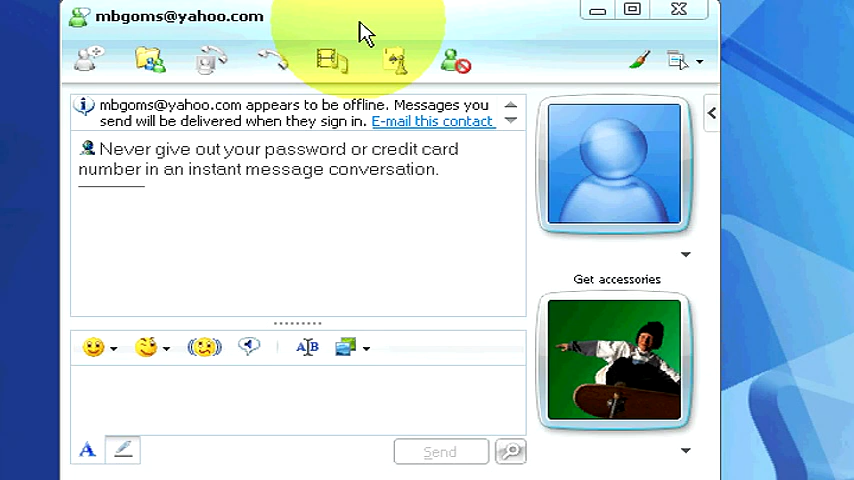 mbgoms@yahoo.com
mbgoms@yahoo.com appears to be offline. Messages you
send will be delivered when they sign in. E-mail this contact
Never give out your password or credit card
number in an instant message conversation.
Get accessories
Send